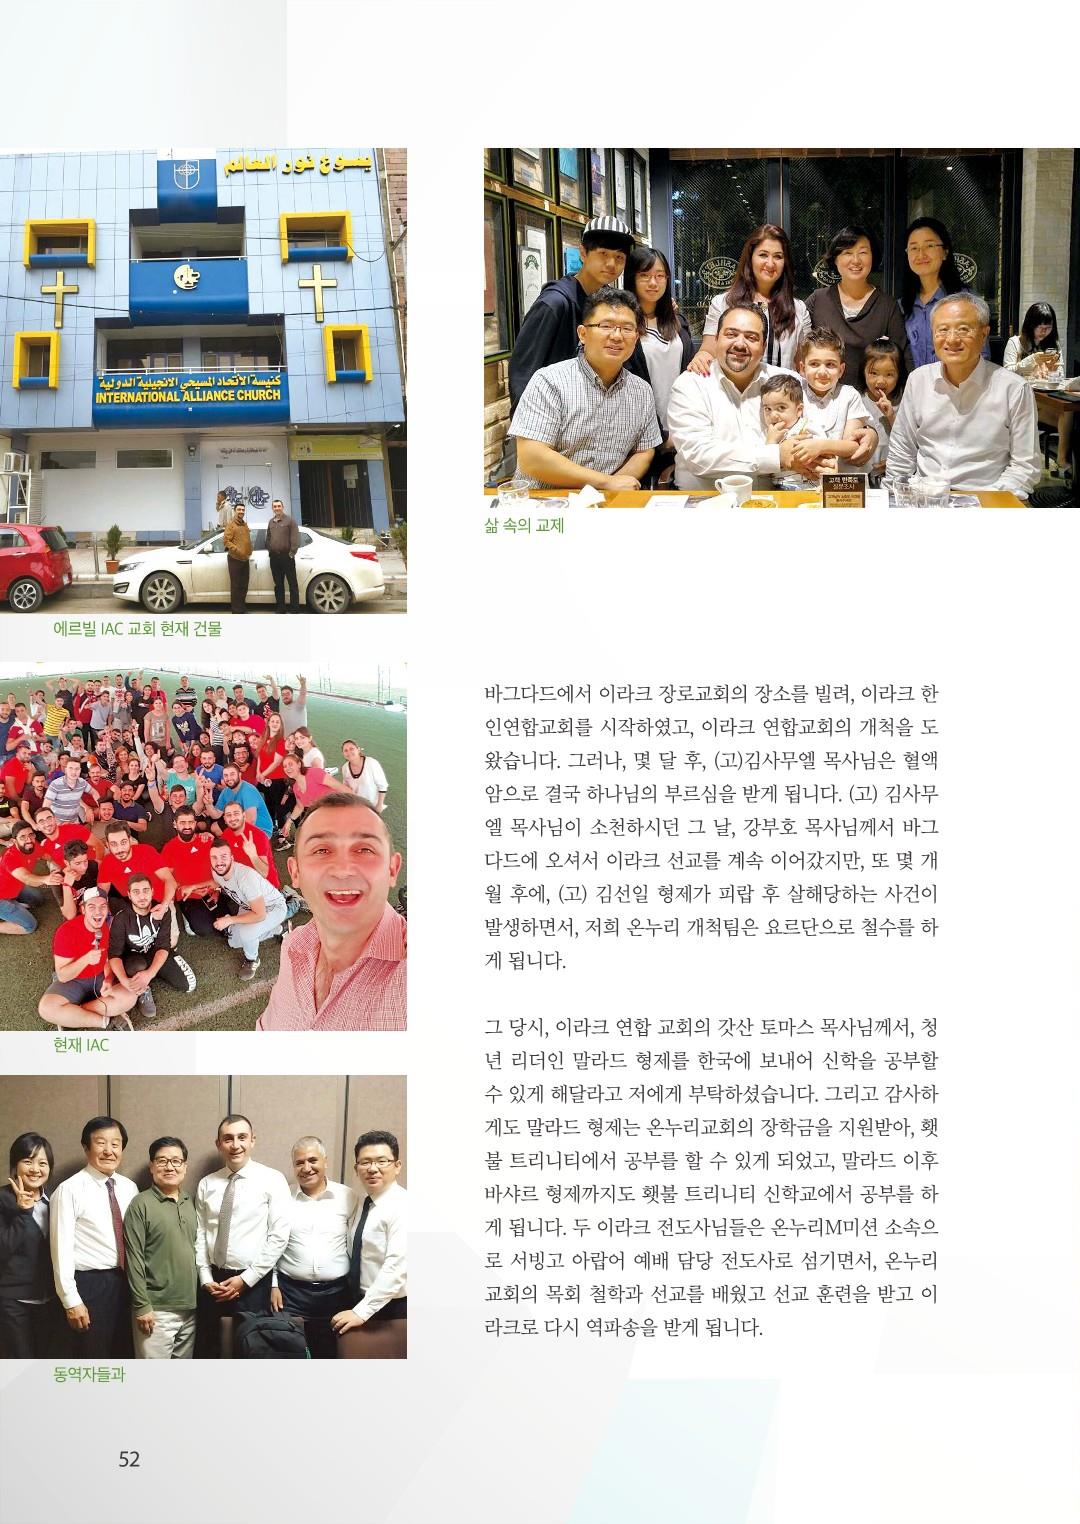 يسوع نور العالم
كنيسة الأتحاد المسيحي الانجيلية الدولية
INTERNATIONAL ALLIANCE CHURCH
에르빌 IAC 교회 현재 건물
현재 IAC
동역자들과
고객 만족도
설문조사
삶 속의 교제
바그다드에서 이라크 장로교회의 장소를 빌려, 이라크 한
인연합교회를 시작하였고, 이라크 연합교회의 개척을 도
왔습니다. 그러나, 몇 달 후, (고)김사무엘 목사님은 혈액
암으로 결국 하나님의 부르심을 받게 됩니다. (고) 김사무
엘 목사님이 소천하시던 그 날, 강부호 목사님께서 바그
다드에 오셔서 이라크 선교를 계속 이어갔지만, 또 몇 개
월 후에, (고) 김선일 형제가 피랍 후 살해당하는 사건이
발생하면서, 저희 온누리 개척팀은 요르단으로 철수를 하
게 됩니다.
그 당시, 이라크 연합 교회의 갓산 토마스 목사님께서, 청
년 리더인 말라드 형제를 한국에 보내어 신학을 공부할
수 있게 해달라고 저에게 부탁하셨습니다. 그리고 감사하
게도 말라드 형제는 온누리교회의 장학금을 지원받아, 횃
불 트리니티에서 공부를 할 수 있게 되었고, 말라드 이후
바샤르 형제까지도 횃불 트리니티 신학교에서 공부를 하
게 됩니다. 두 이라크 전도사님들은 온누리M미션 소속으
로 서빙고 아랍어 예배 담당 전도사로 섬기면서, 온누리
교회의 목회 철학과 선교를 배웠고 선교 훈련을 받고 이
라크로 다시 역파송을 받게 됩니다.
52